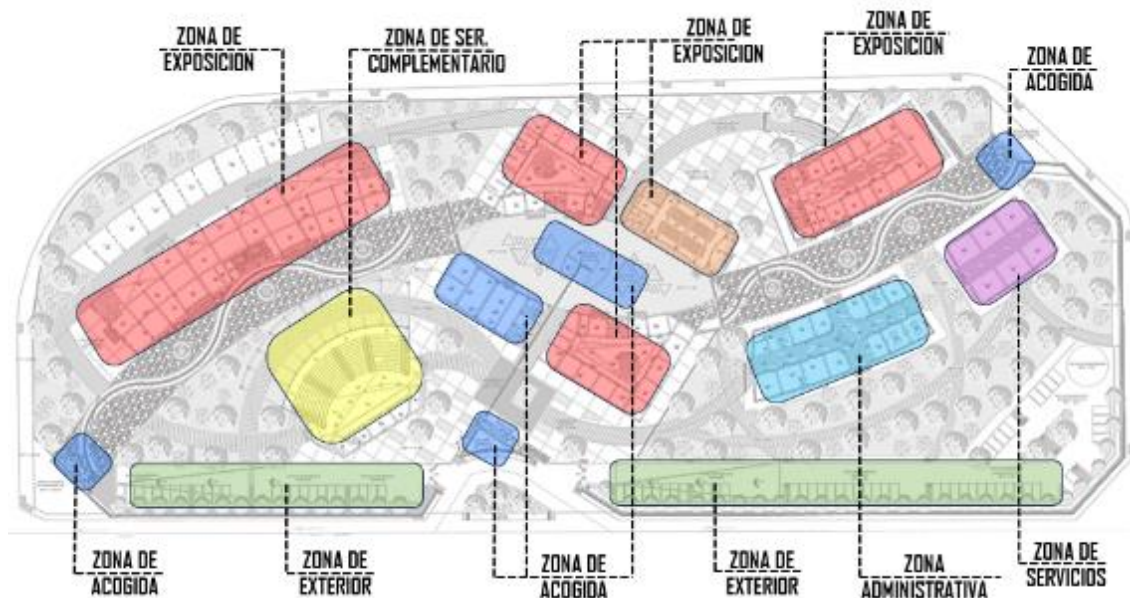 ZONA DE
EXPOSICION
ZONA DE SER.
COMPLEMENTARIO
ZONA DE
EXPOSICION
ZONA DE
EXPOSICION
ZONA DE
ACOGIDA
ZONA DE
ACOGIDA
ZONA DE
EXTERIOR
ZONA DE
ACOGIDA
ZONA DE
EXTERIOR
ZONA
ADMINISTRATIVA
ZONA DE
SERVICIOS